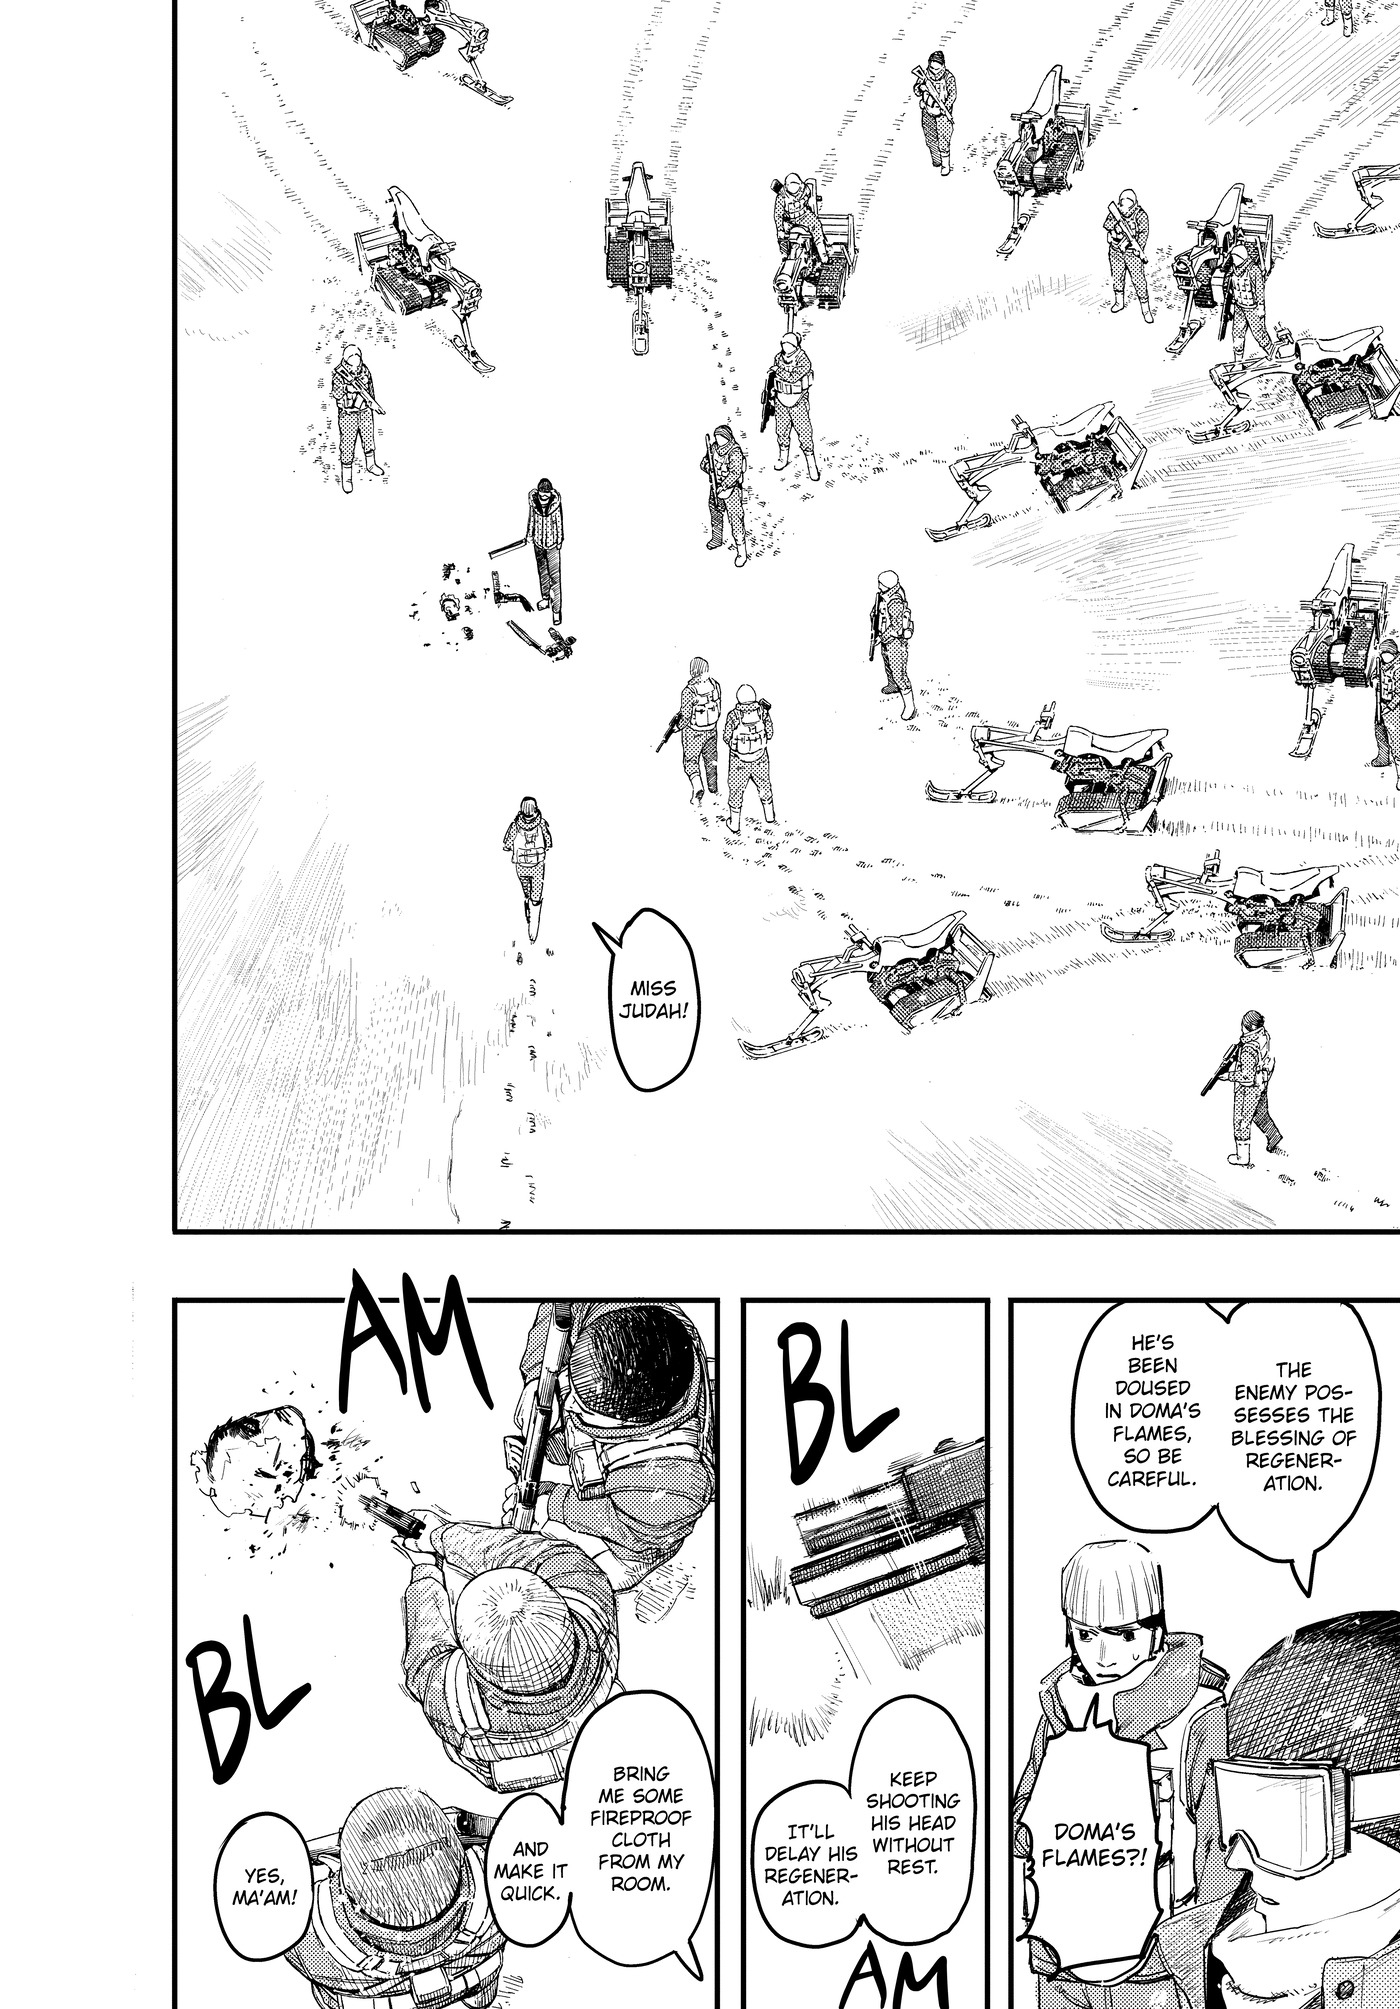 MISS
JUDAH!
THE
ENEMY POS-
SESSES THE
BLESSING OF
REGENER-
ATION.
HE'S
BEEN
DOUSED
IN DOMA'S
FLAMES,
SO BE
CAREFUL.
DOMA'S
FLAMES?!
BL
AM
KEEP
SHOOTING
HIS HEAD
WITHOUT
REST.
IT'LL
DELAY HIS
REGENER-
ATION.
AM
BL
BRING
ME SOME
FIREPROOF
CLOTH
FROM MY
ROOM.
AND
MAKE IT
QUICK.
YES,
MA'AM!